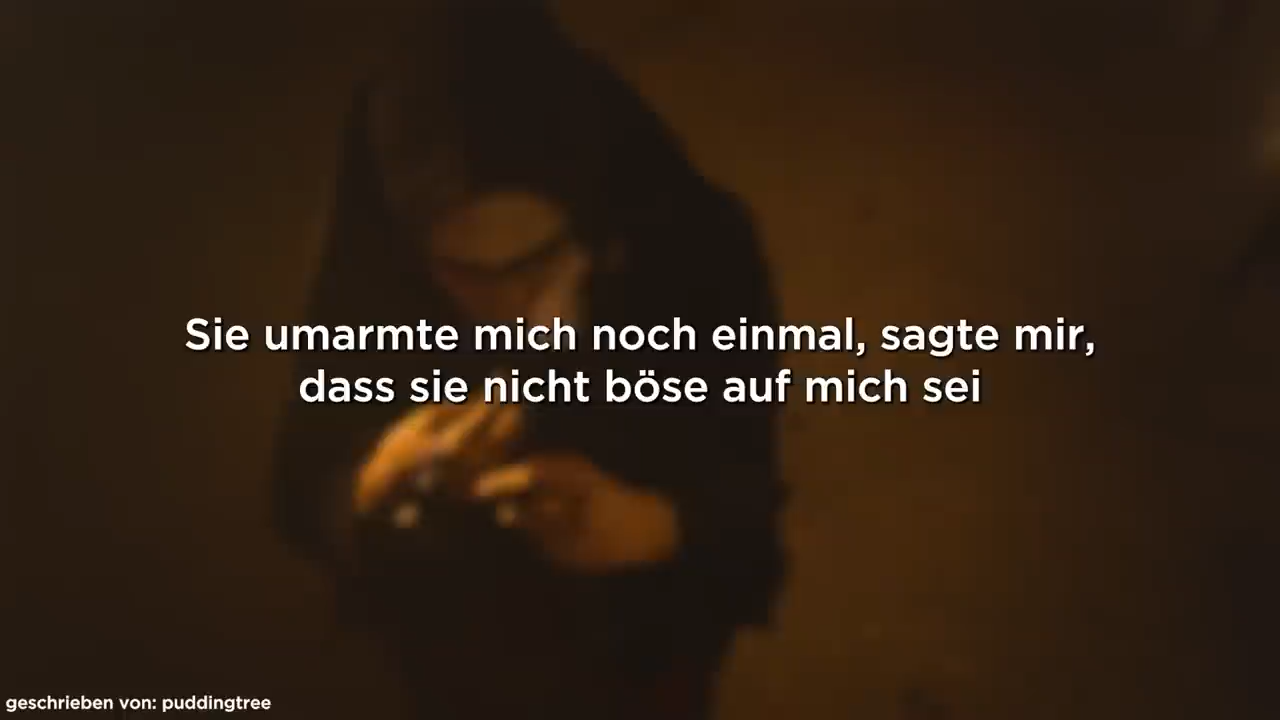 Sie umarmte mich noch einmal, sagte mir,
dass sie nicht böse auf mich sei
geschrieben von: puddingtree